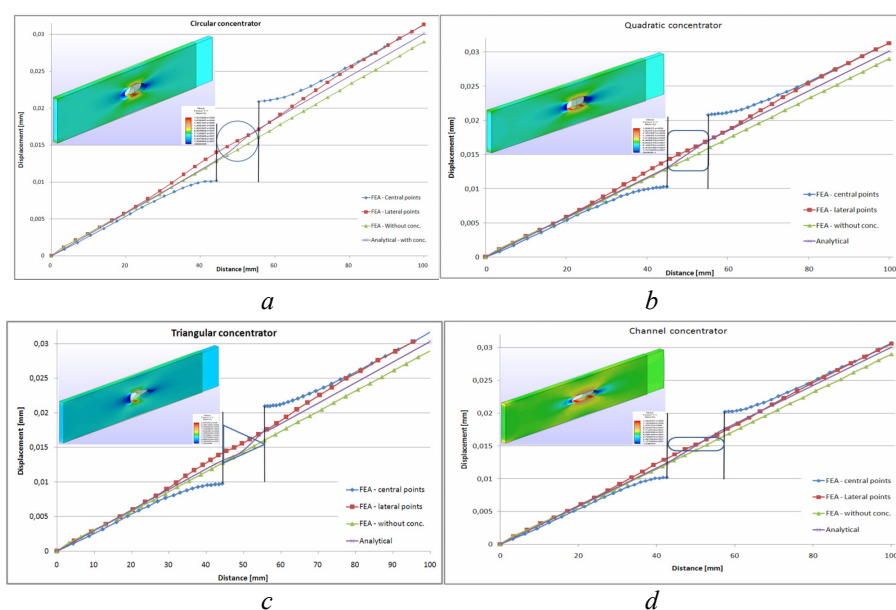 Circular concentrator
Displacement [mm]
0,03
0,025
0,02
0,015
0,01
0,005
0
0 20 40 60 80 100
Distance [mm]
FEA - Central points
FEA - Lateral points
FEA - Without conc.
Analytical - with conc.
a
Quadratic concentrator
Displacement [mm]
0,03
0,025
0,02
0,015
0,01
0,005
0
0 20 40 60 80 100
Distance [mm]
FEA - central points
FEA - lateral points
FEA - without conc.
Analytical
b
Triangular concentrator
Displacement [mm]
0,03
0,025
0,02
0,015
0,01
0,005
0
0 10 20 30 40 50 60 70 80 90 100
Distance [mm]
FEA - central points
FEA - lateral points
FEA - without conc.
Analytical
c
Channel concentrator
Displacement [mm]
0,03
0,025
0,02
0,015
0,01
0,005
0
0 20 40 60 80 100
Distance [mm]
FEA - central points
FEA - Lateral points
FEA - without conc.
Analytical
d